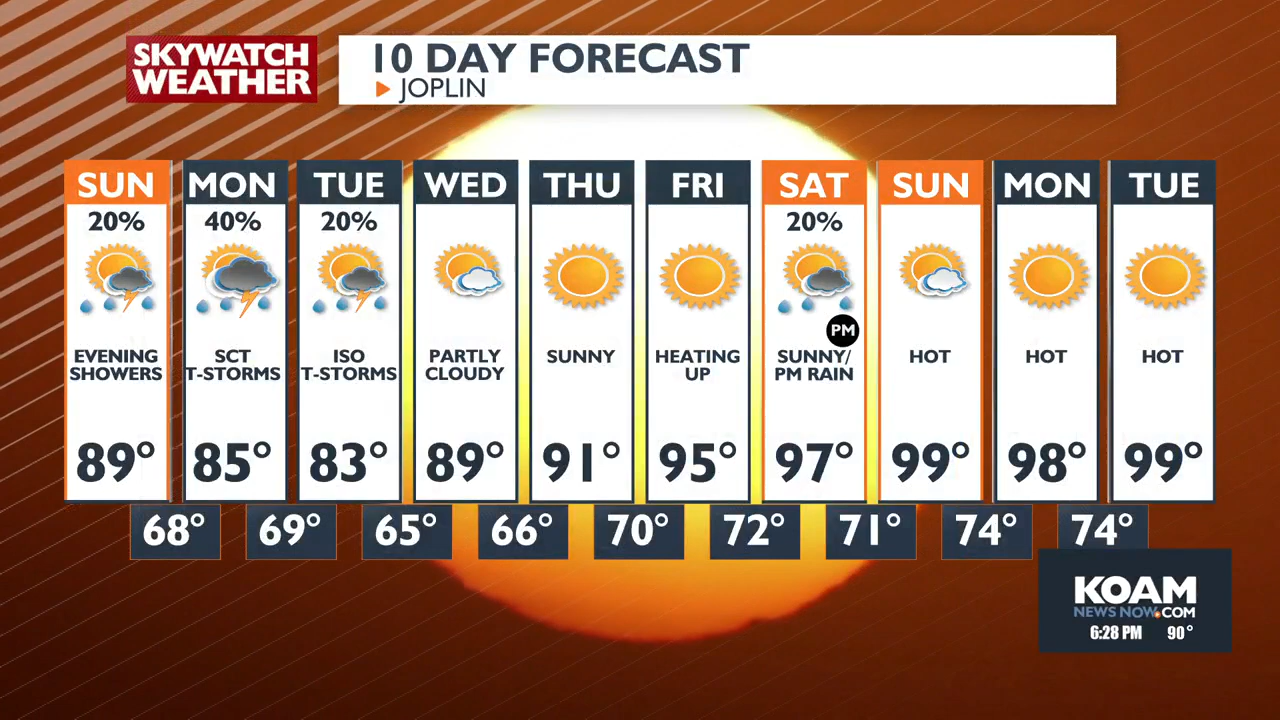 SKYWATCH
WEATHER
10 DAY FORECAST
JOPLIN
SUN MON TUE WED THU FRI SAT SUN MON TUE
20% 40% 20% 20%
PM
EVENING SHOWERS
SCT T-STORMS
ISO T-STORMS
PARTLY CLOUDY
SUNNY
HEATING UP
SUNNY/ PM RAIN
HOT
HOT
HOT
89° 85° 83° 89° 91° 95° 97° 99° 98° 99°
68° 69° 65° 66° 70° 72° 71° 74° 74°
KOAM
NEWS NOW.COM
6:28 PM 90°